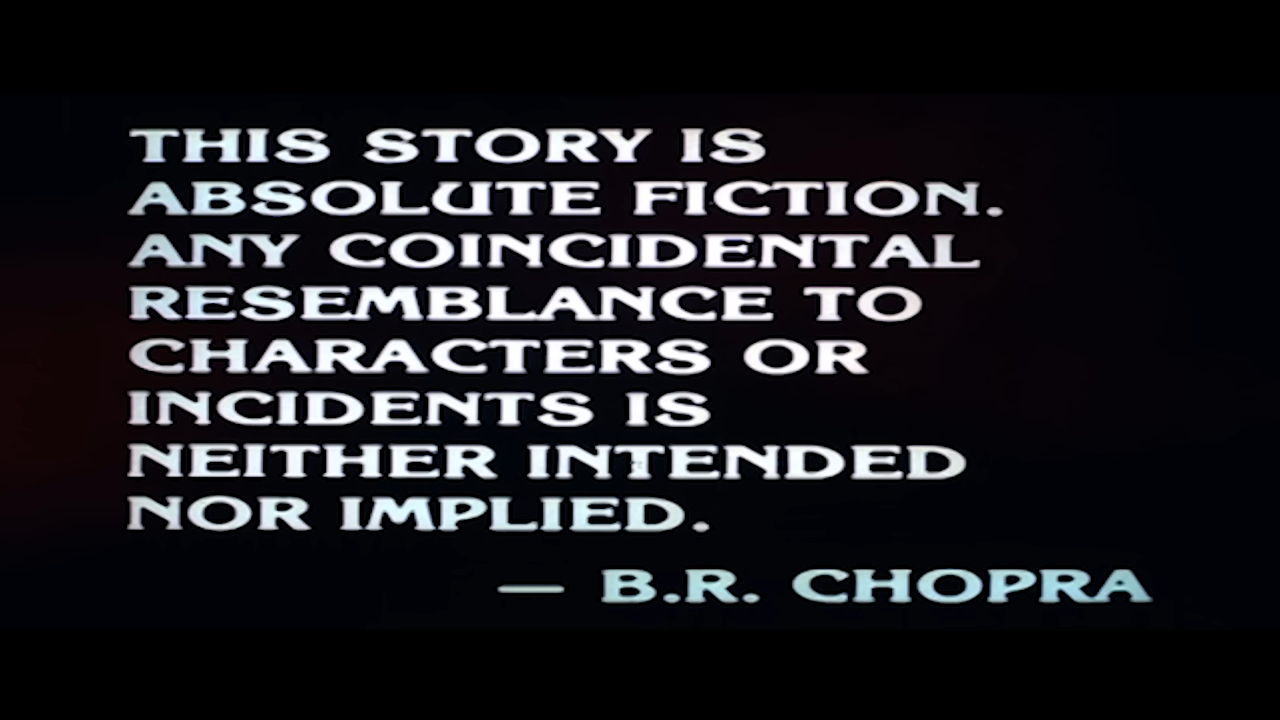 THIS STORY IS
ABSOLUTE FICTION.
ANY COINCIDENTAL
RESEMBLANCE TO
CHARACTERS OR
INCIDENTS IS
NEITHER INTENDED
NOR IMPLIED.
— B.R. CHOPRA